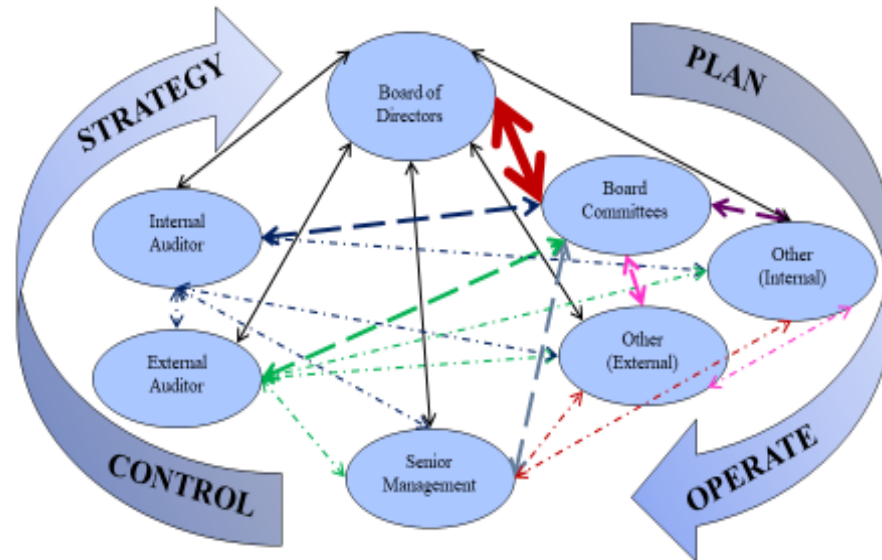 STRATEGY
PLAN
Board of
Directors
Board
Committees
Internal
Auditor
Other
(Internal)
External
Auditor
Other
(External)
Senior
Management
CONTROL
OPERATE